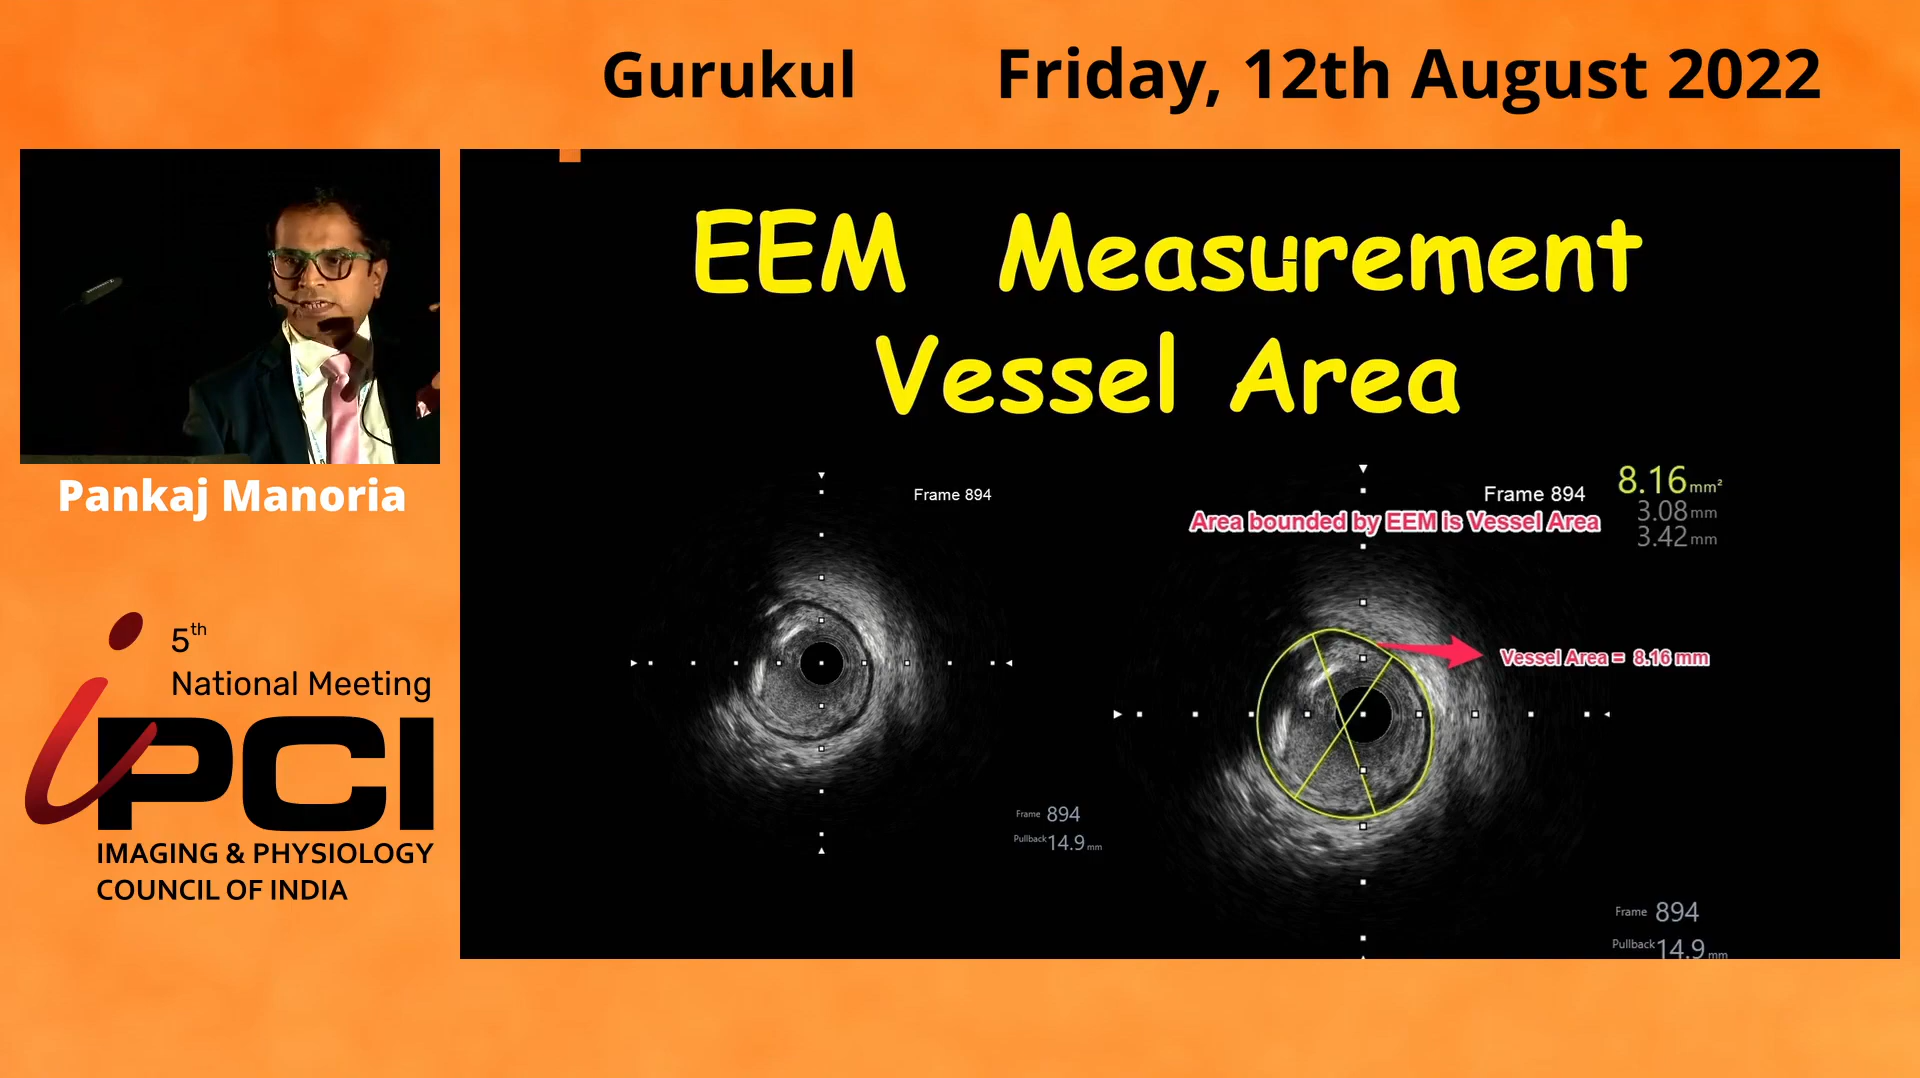 Gurukul
Friday, 12th August 2022
EEM Measurement
Vessel Area
Frame 894
Frame 894
8.16 mm²
3.08 mm
3.42 mm
Area bounded by EEM is Vessel Area
Vessel Area = 8.16 mm
Frame 894
Pullback 14.9 mm
Frame 894
Pullback 14.9 mm
Pankaj Manoria
5th
National Meeting
iPCI
IMAGING & PHYSIOLOGY
COUNCIL OF INDIA